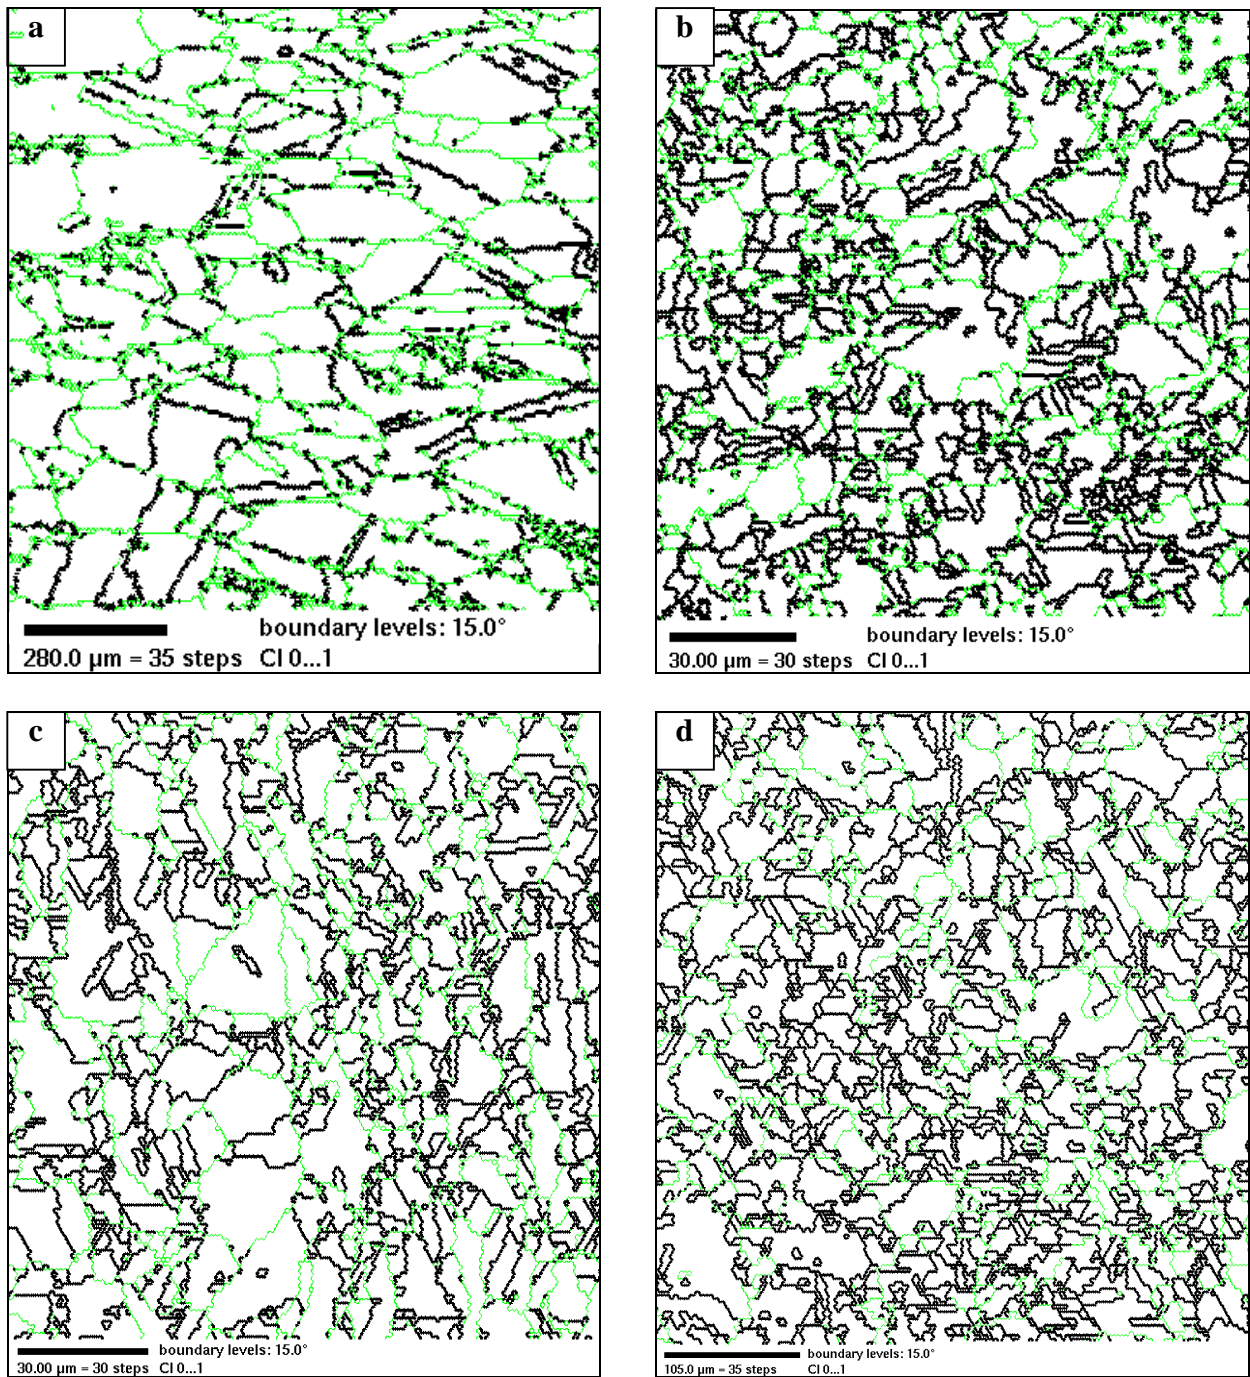 a
boundary levels: 15.0°
280.0 µm = 35 steps CI 0...1
b
boundary levels: 15.0°
30.00 µm = 30 steps CI 0...1
c
boundary levels: 15.0°
30.00 µm = 30 steps CI 0...1
d
boundary levels: 15.0°
105.0 µm = 35 steps CI 0...1